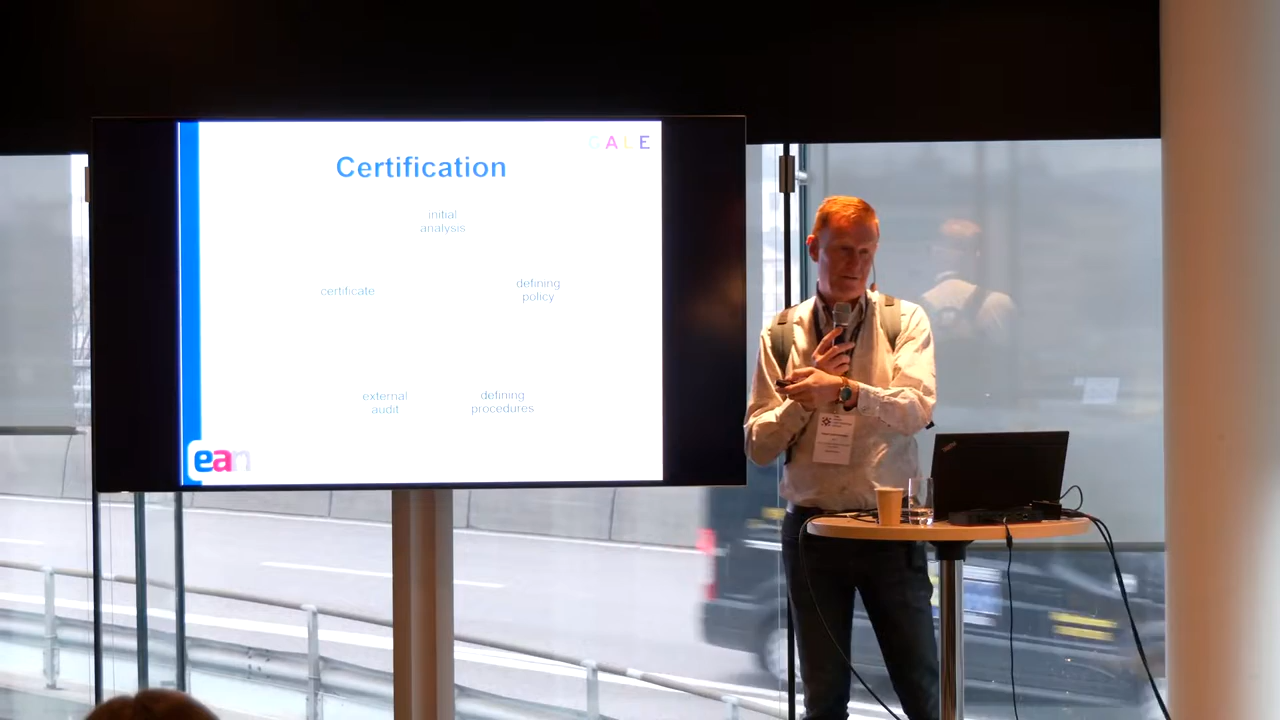 GALE
Certification
initial
analysis
certificate
defining
policy
external
audit
defining
procedures
ean